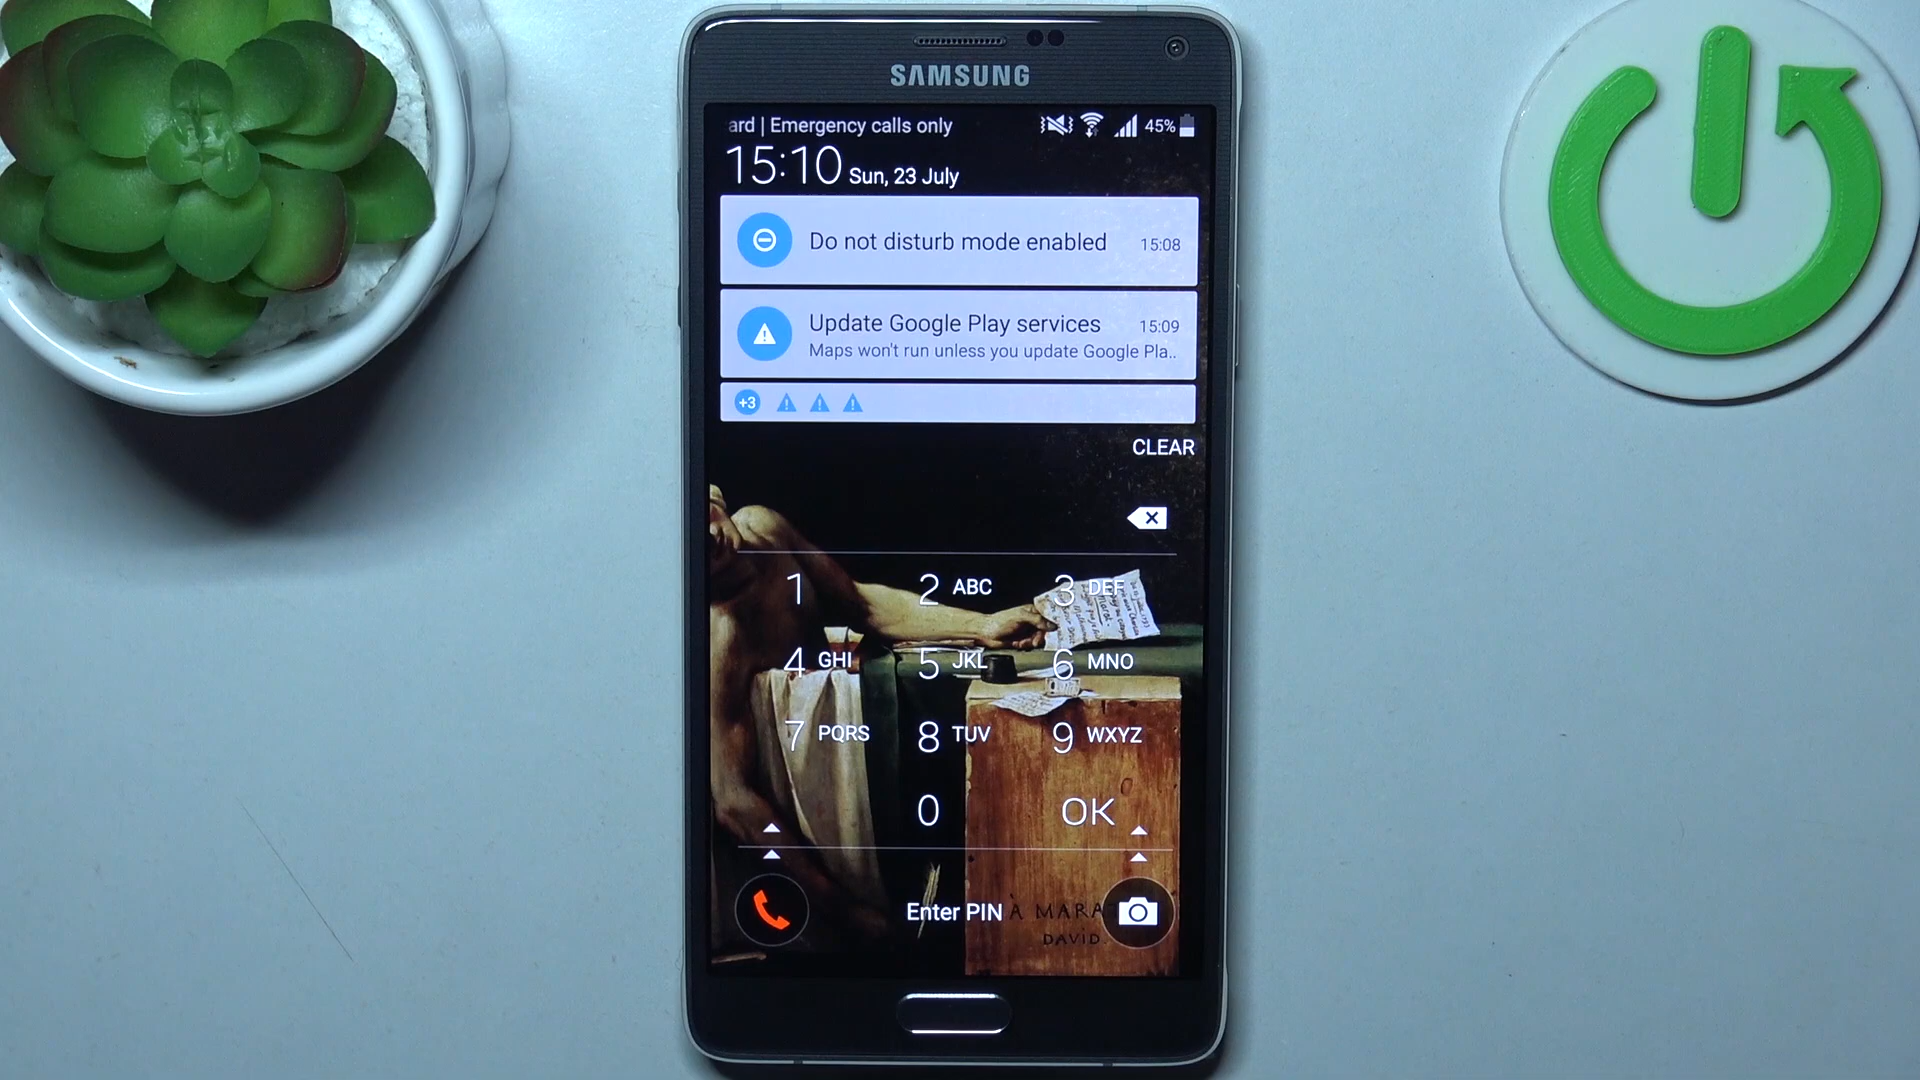 SAMSUNG
ard | Emergency calls only 45%
15:10 Sun, 23 July
Do not disturb mode enabled 15:08
Update Google Play services 15:09
Maps won't run unless you update Google Pla..
+3
CLEAR
1 2 ABC 3 DEF
4 GHI 5 JKL 6 MNO
7 PQRS 8 TUV 9 WXYZ
0 OK
Enter PIN
À MARA
DAVID.